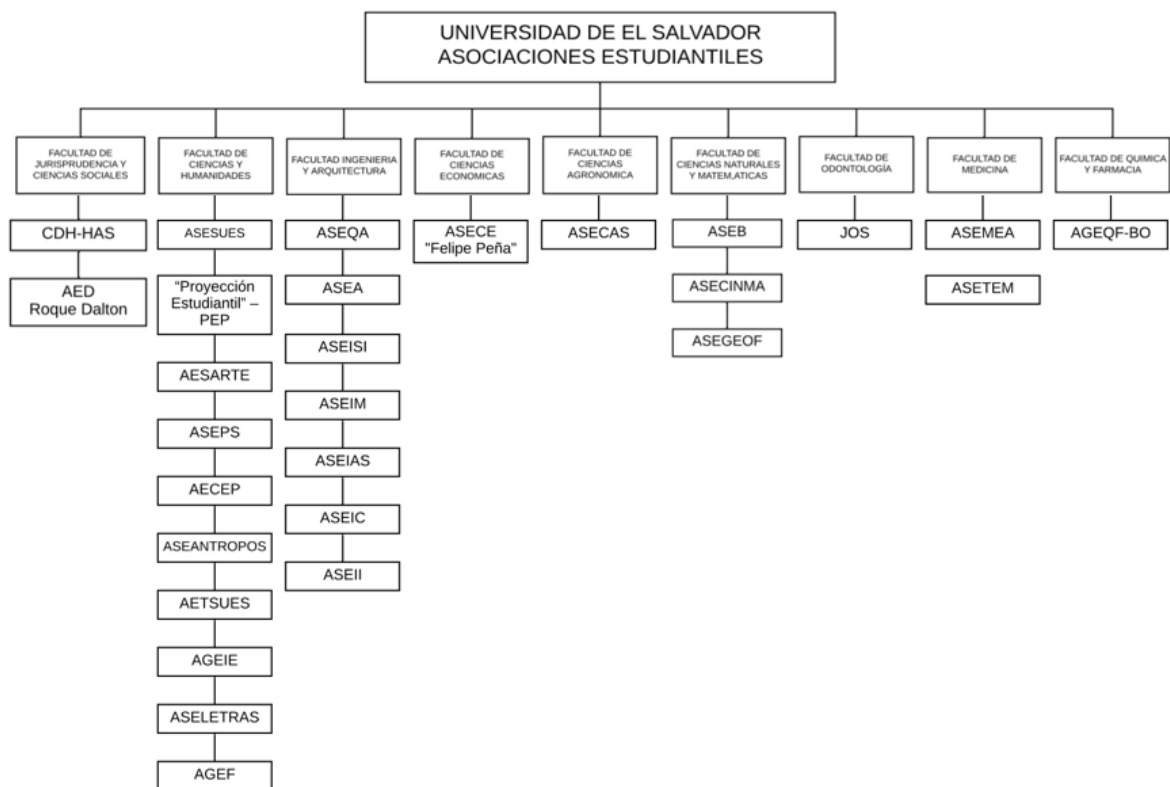 UNIVERSIDAD DE EL SALVADOR
ASOCIACIONES ESTUDIANTILES
FACULTAD DE
JURISPRUDENCIA Y
CIENCIAS SOCIALES
FACULTAD DE
CIENCIAS Y
HUMANIDADES
FACULTAD INGENIERIA
Y ARQUITECTURA
FACULTAD DE
CIENCIAS
ECONOMICAS
FACULTAD DE
CIENCIAS
AGRONOMICA
FACULTAD DE
CIENCIAS NATURALES
Y MATEM,ATICAS
FACULTAD DE
ODONTOLOGÍA
FACULTAD DE
MEDICINA
FACULTAD DE QUIMICA
Y FARMACIA
CDH-HAS
AED
Roque Dalton
ASESUES
"Proyección
Estudiantil" –
PEP
AESARTE
ASEPS
AECEP
ASEANTROPOS
AETSUES
AGEIE
ASELETRAS
AGEF
ASEQA
ASEA
ASEISI
ASEIM
ASEIAS
ASEIC
ASEII
ASECE
"Felipe Peña"
ASECAS
ASEB
ASECINMA
ASEGEOF
JOS
ASEMEA
ASETEM
AGEQF-BO